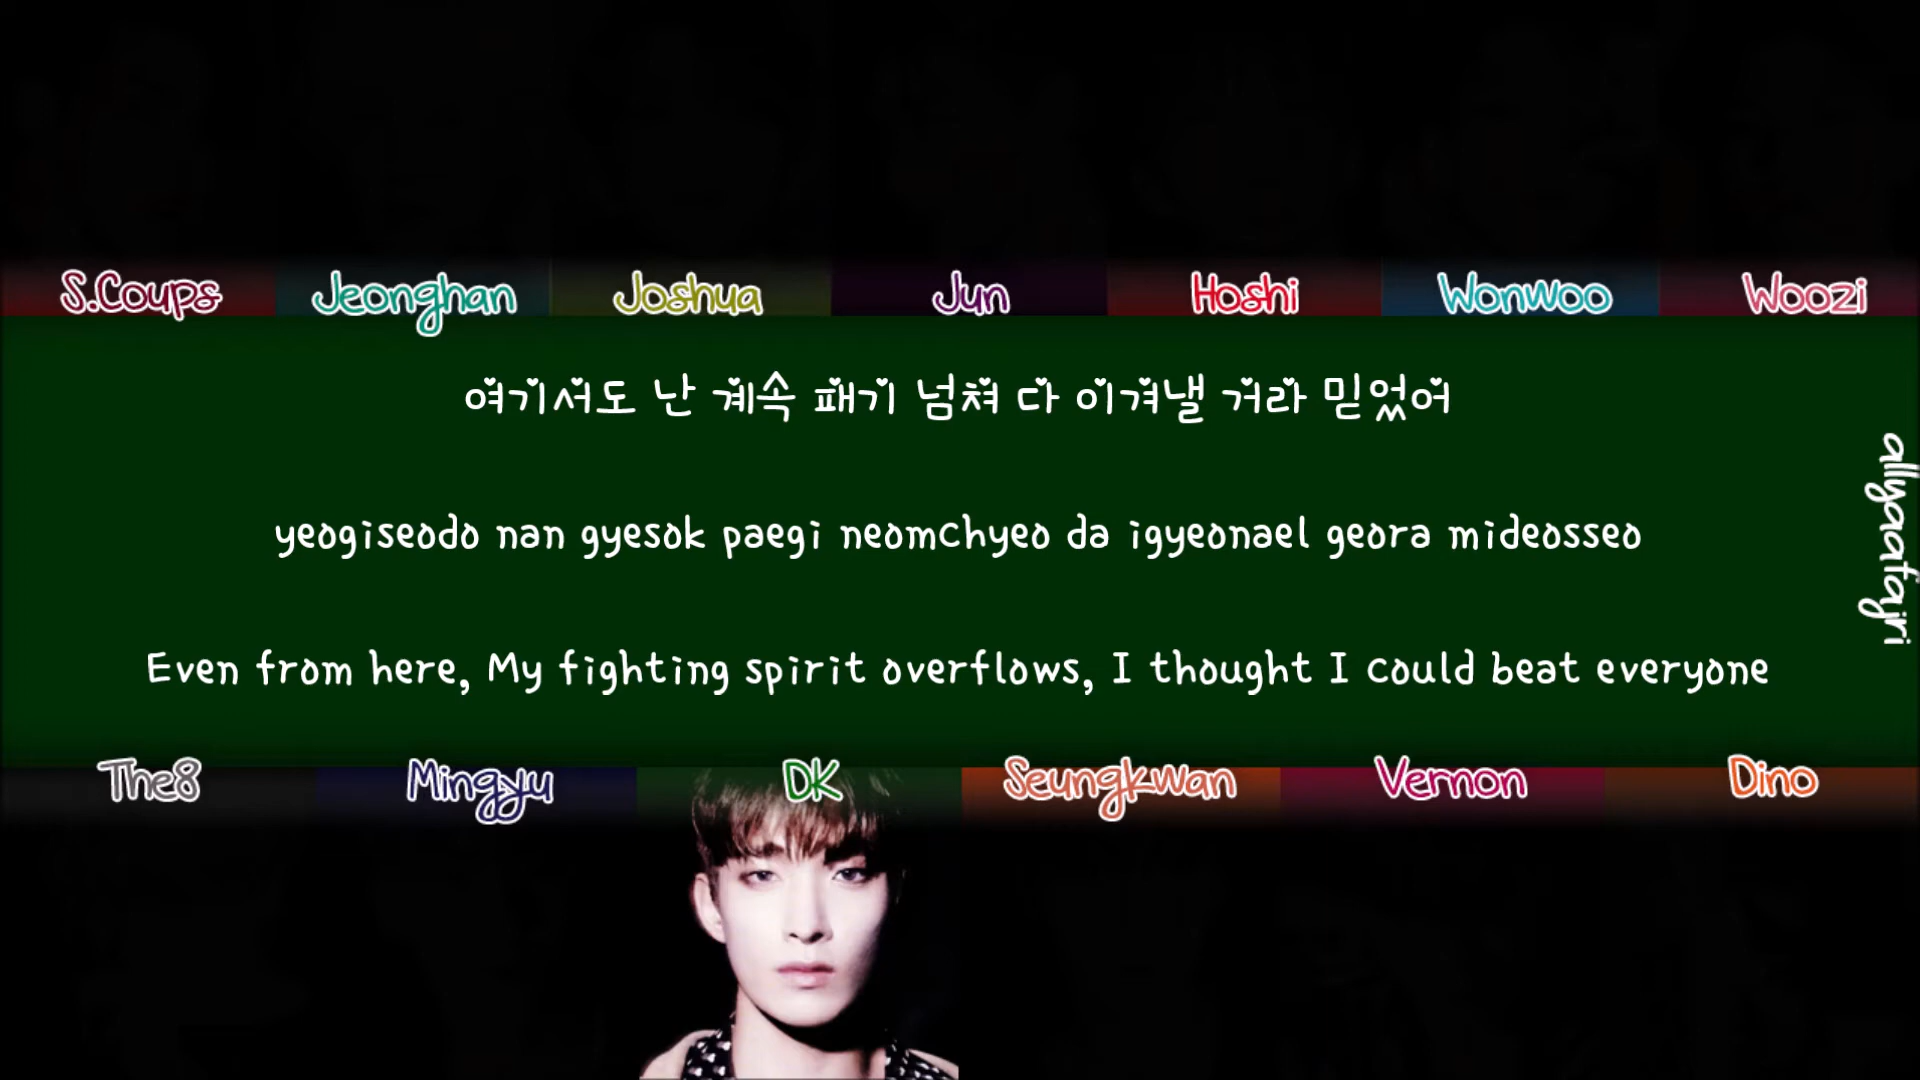 S.Coups Jeonghan Joshua Jun Hoshi Wonwoo Woozi
여기서도 난 계속 패기 넘쳐 다 이겨낼 거라 믿었어
yeogiseodo nan gyesok paegi neomchyeo da igyeonael geora mideosseo
Even from here, My fighting spirit overflows, I thought I could beat everyone
allyaafajri
The8 Mingyu DK Seungkwan Vernon Dino